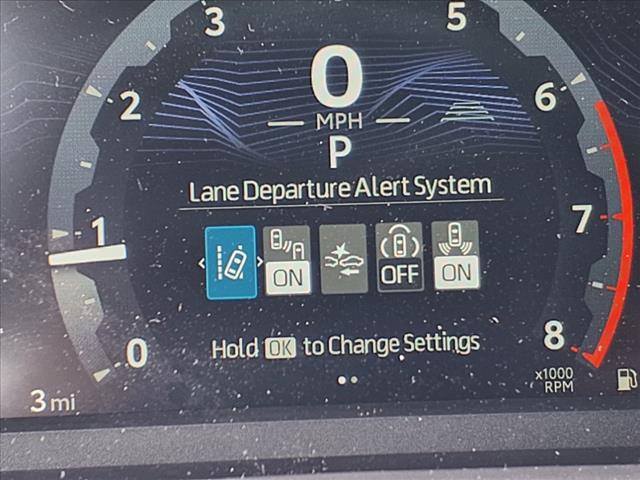 3
5
0
2
6
MPH
P
Lane Departure Alert System
1
7
ON
OFF
ON
Hold OK to Change Settings
0
8
x1000
RPM
3 mi